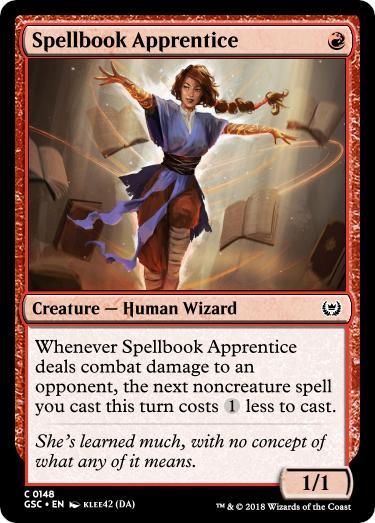 Spellbook Apprentice
Creature — Human Wizard
Whenever Spellbook Apprentice
deals combat damage to an
opponent, the next noncreature spell
you cast this turn costs 1 less to cast.
She's learned much, with no concept of
what any of it means.
1/1
C 0148
GSC • EN KLEE42 (DA)
™ & © 2018 Wizards of the Coast